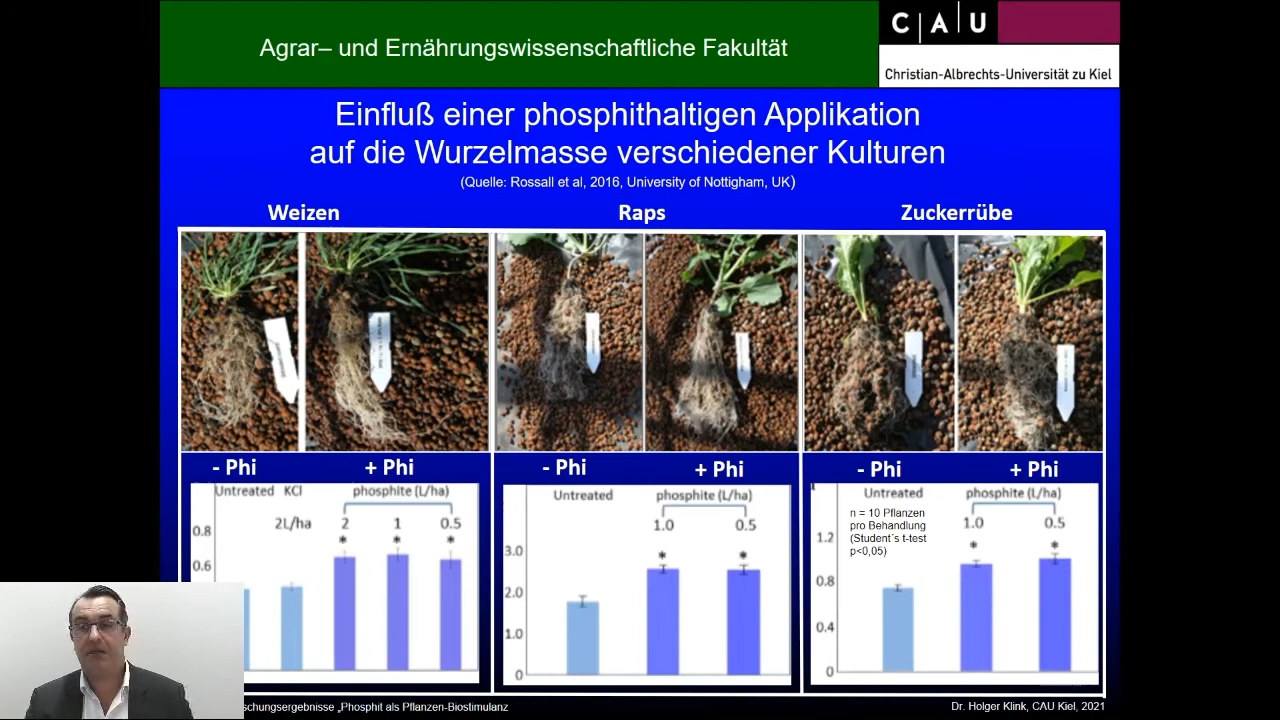 Agrar– und Ernährungswissenschaftliche Fakultät
C|A|U
Christian-Albrechts-Universität zu Kiel
Einfluß einer phosphithaltigen Applikation
auf die Wurzelmasse verschiedener Kulturen
(Quelle: Rossall et al, 2016, University of Nottigham, UK)
Weizen
Raps
Zuckerrübe
- Phi
+ Phi
- Phi
+ Phi
- Phi
+ Phi
Untreated KCl phosphite (L/ha)
2L/ha 2 1 0.5
* * *
0.8
0.6
Untreated phosphite (L/ha)
1.0 0.5
* *
3.0
2.0
1.0
0
Untreated phosphite (L/ha)
1.0 0.5
n = 10 Pflanzen
pro Behandlung
(Student´s t-test
p<0,05)
* *
1.2
0.8
0.4
0
schungsergebnisse „Phosphit als Pflanzen-Biostimulanz
Dr. Holger Klink, CAU Kiel, 2021